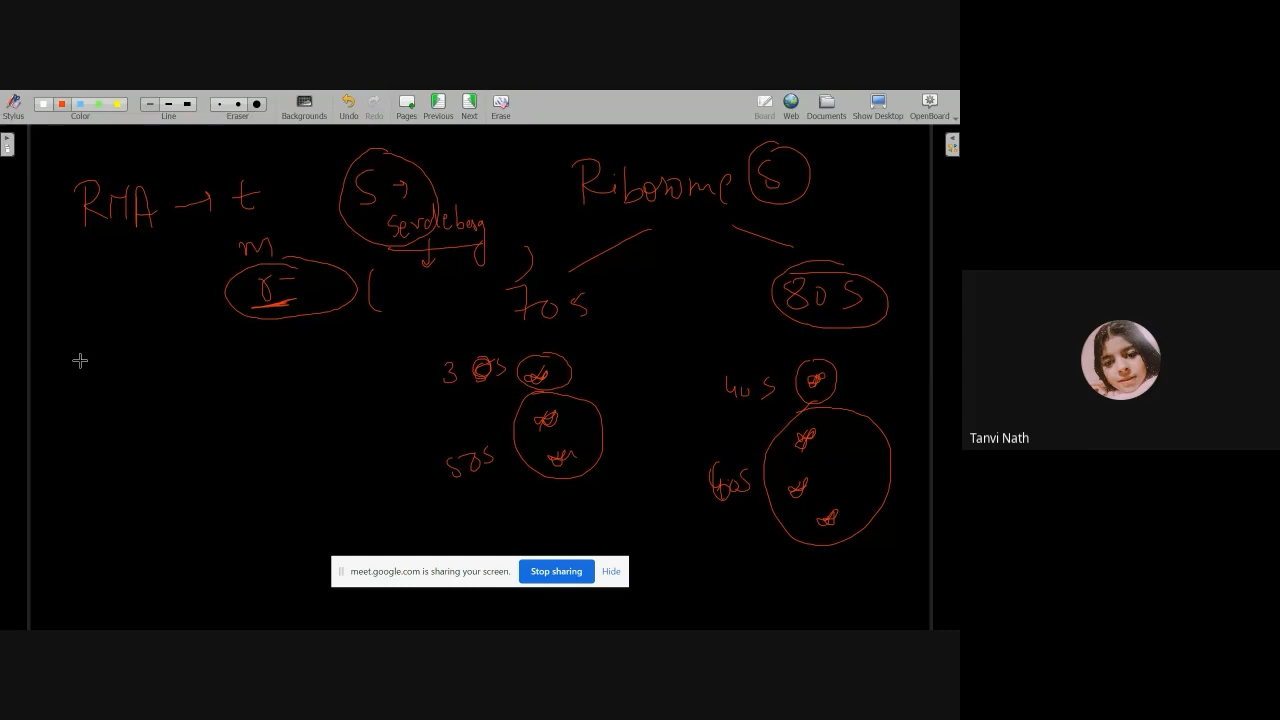 Stylus Color Line Eraser Backgrounds Undo Redo Pages Previous Next Erase Board Web Documents Show Desktop OpenBoard
RNA → t
m
r
S →
Ribosome S
70S
80S
30S
50S
40S
60S
Tanvi Nath
meet.google.com is sharing your screen. Stop sharing Hide